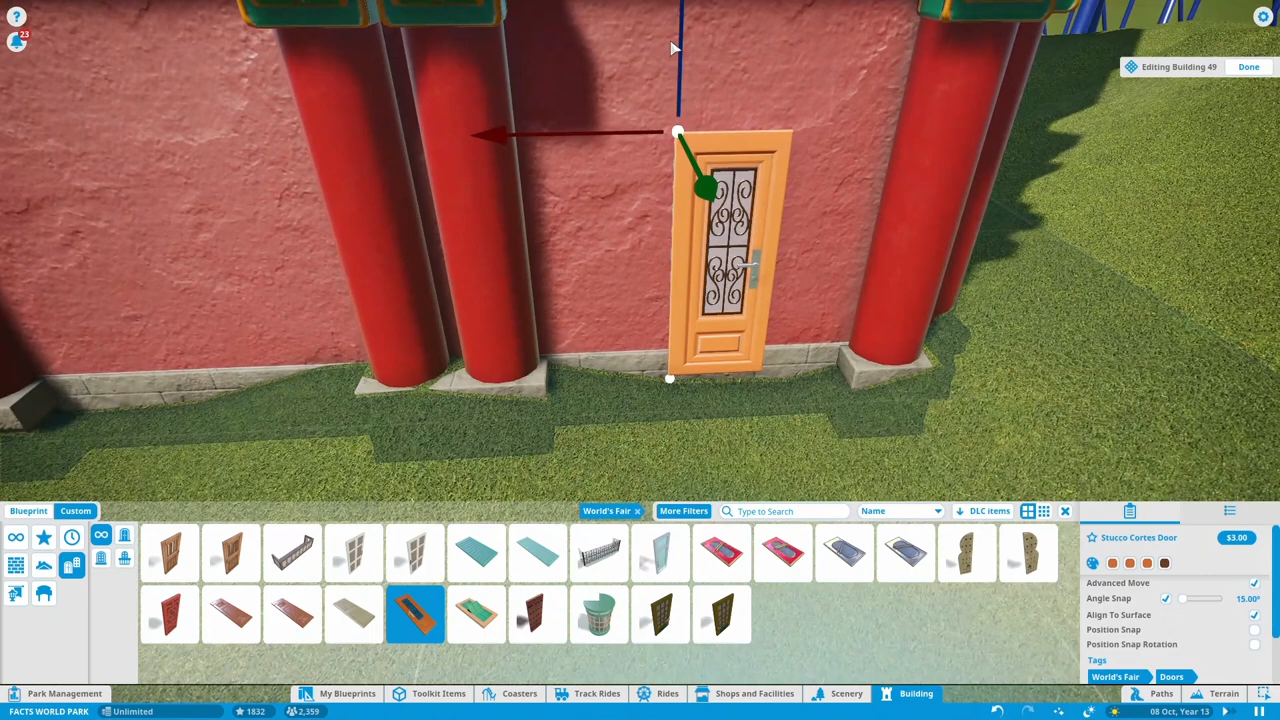 ?
23
Editing Building 49
Done
Blueprint
Custom
World's Fair ×
More Filters
Type to Search
Name
DLC items
Stucco Cortes Door
$3.00
Advanced Move
Angle Snap
15.00°
Align To Surface
Position Snap
Position Snap Rotation
Tags
World's Fair
Doors
Park Management
My Blueprints
Toolkit Items
Coasters
Track Rides
Rides
Shops and Facilities
Scenery
Building
Paths
Terrain
FACTS WORLD PARK
Unlimited
1832
2,359
08 Oct, Year 13